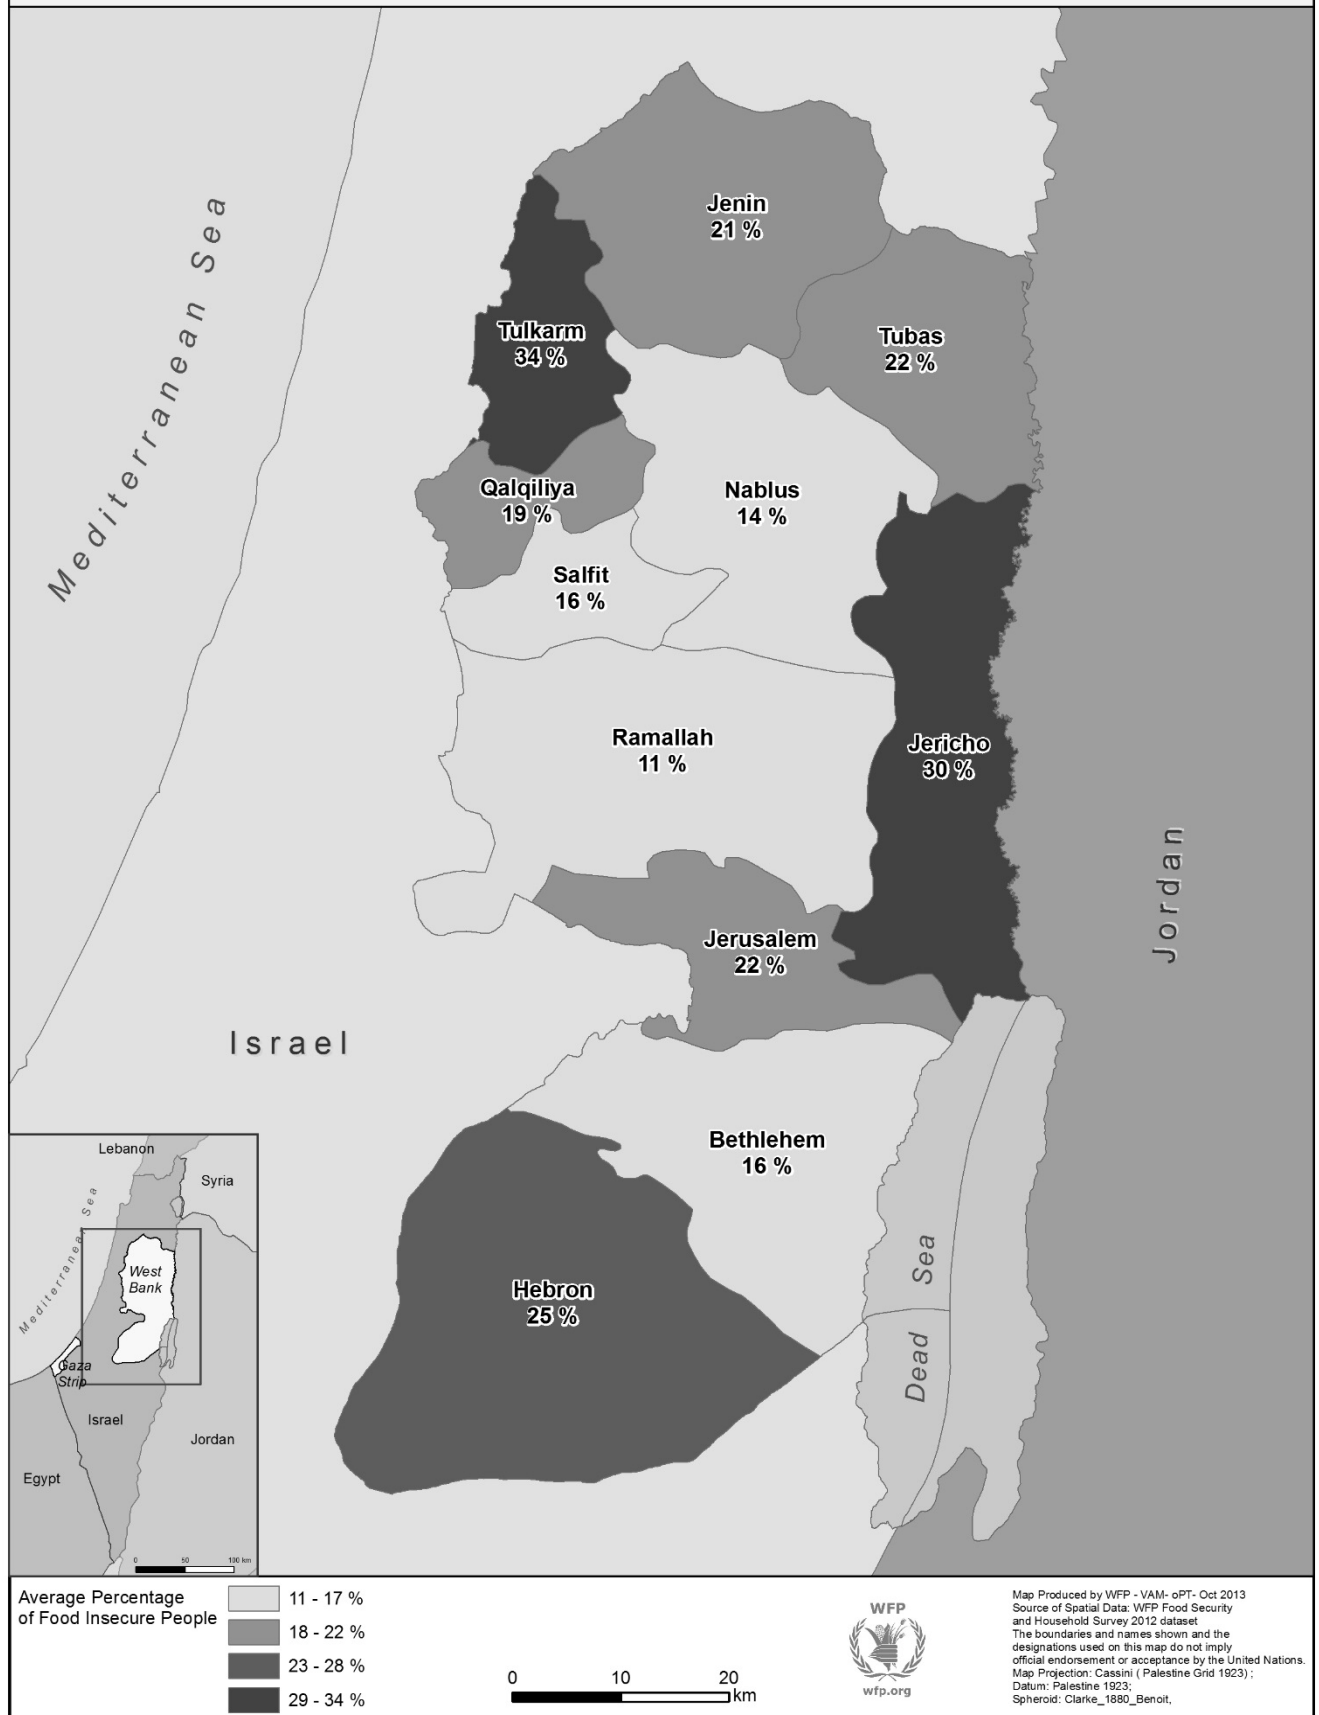 Mediterranean Sea
Jenin
21 %
Tulkarm
34 %
Tubas
22 %
Qalqiliya
19 %
Nablus
14 %
Salfit
16 %
Ramallah
11 %
Jericho
30 %
Jordan
Jerusalem
22 %
Israel
Bethlehem
16 %
Hebron
25 %
Dead Sea
Lebanon
Syria
Mediterranean Sea
West
Bank
Gaza
Strip
Israel
Jordan
Egypt
0 50 100 km
Average Percentage
of Food Insecure People
11 - 17 %
18 - 22 %
23 - 28 %
29 - 34 %
0 10 20
km
WFP
wfp.org
Map Produced by WFP - VAM- oPT- Oct 2013
Source of Spatial Data: WFP Food Security
and Household Survey 2012 dataset
The boundaries and names shown and the
designations used on this map do not imply
official endorsement or acceptance by the United Nations.
Map Projection: Cassini ( Palestine Grid 1923) ;
Datum: Palestine 1923;
Spheroid: Clarke_1880_Benoit,